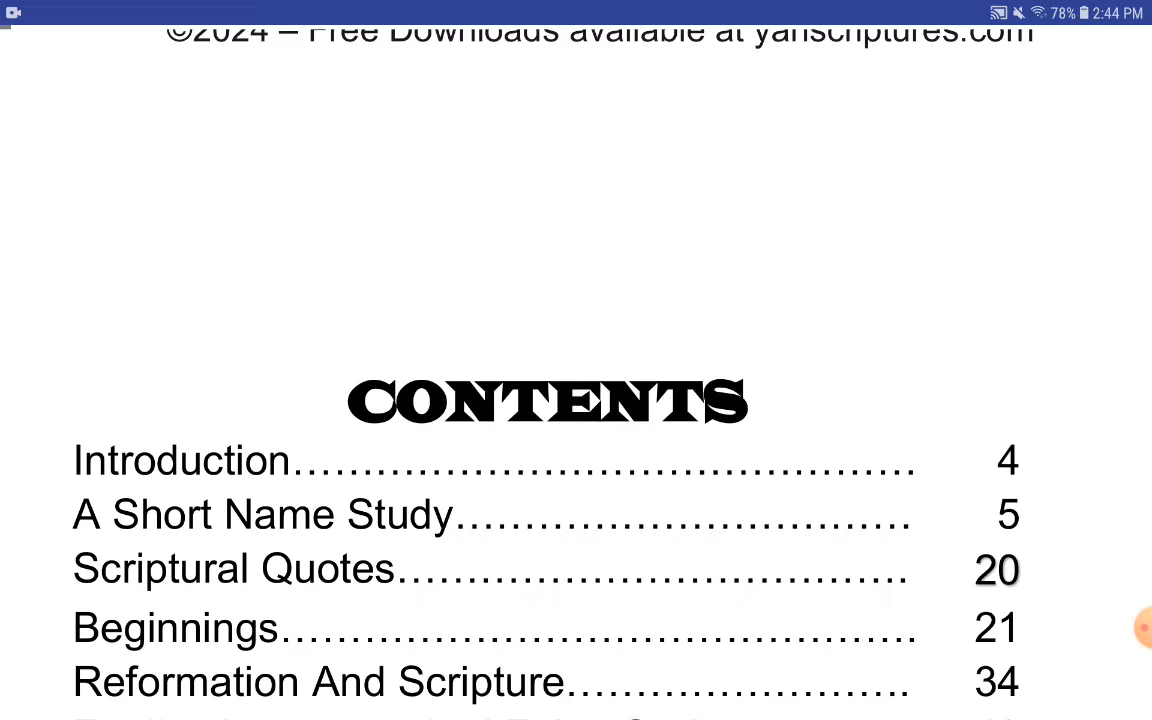 78% 2:44 PM
©2024 – Free Downloads available at yahscriptures.com
CONTENTS
Introduction…………………………………………… 4
A Short Name Study……………………………… 5
Scriptural Quotes………………………………….. 20
Beginnings……………………………………………. 21
Reformation And Scripture…………………….. 34